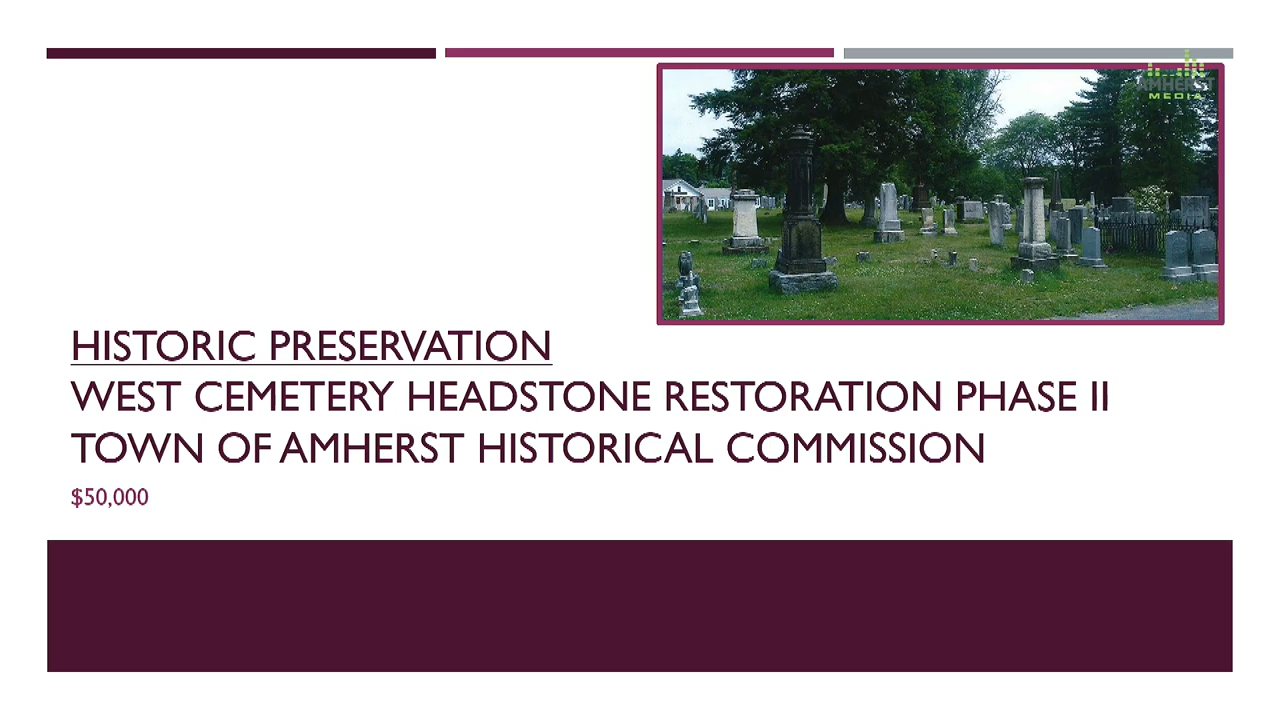 AMHERST
MEDIA
HISTORIC PRESERVATION
WEST CEMETERY HEADSTONE RESTORATION PHASE II
TOWN OF AMHERST HISTORICAL COMMISSION
$50,000